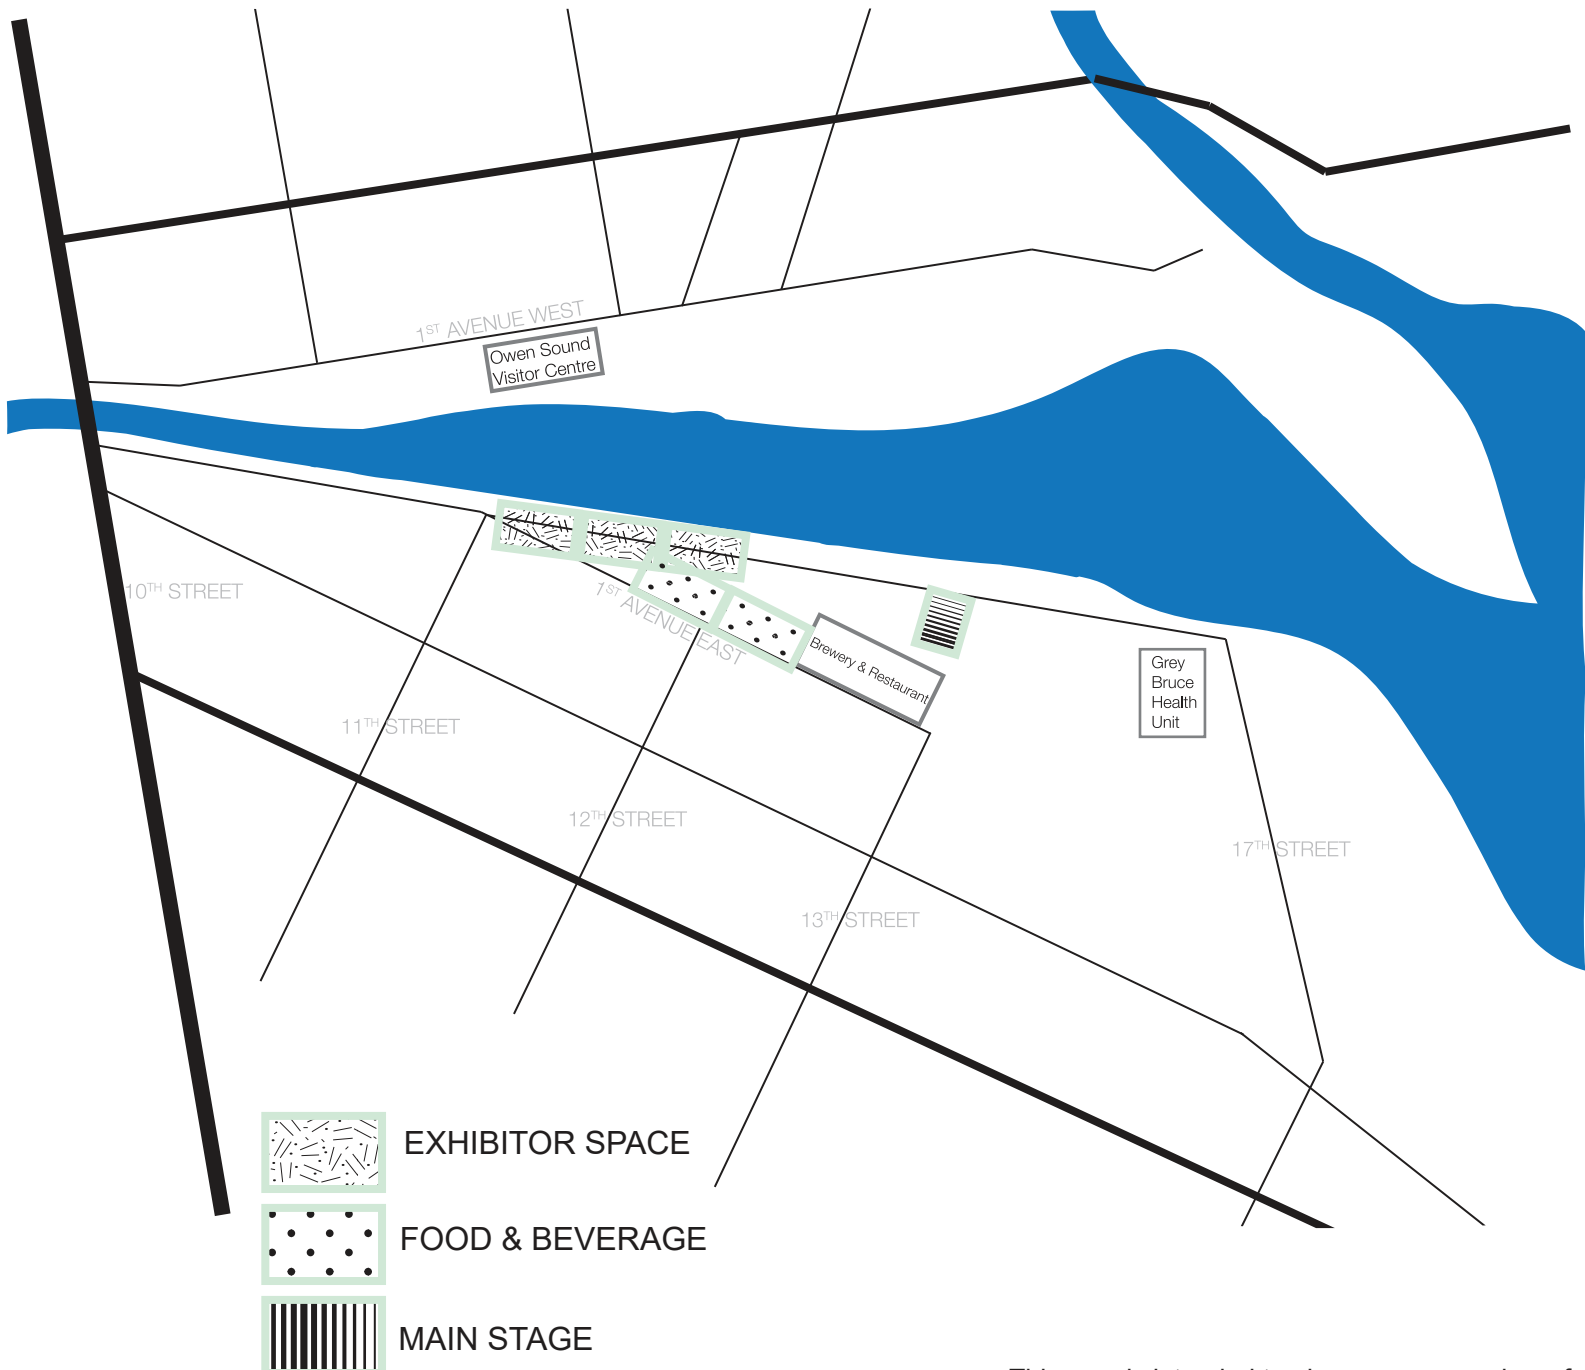 1ST AVENUE WEST
Owen Sound
Visitor Centre
10TH STREET
1ST AVENUE EAST
Brewery & Restaurant
Grey
Bruce
Health
Unit
11TH STREET
12TH STREET
17TH STREET
13TH STREET
EXHIBITOR SPACE
FOOD & BEVERAGE
MAIN STAGE